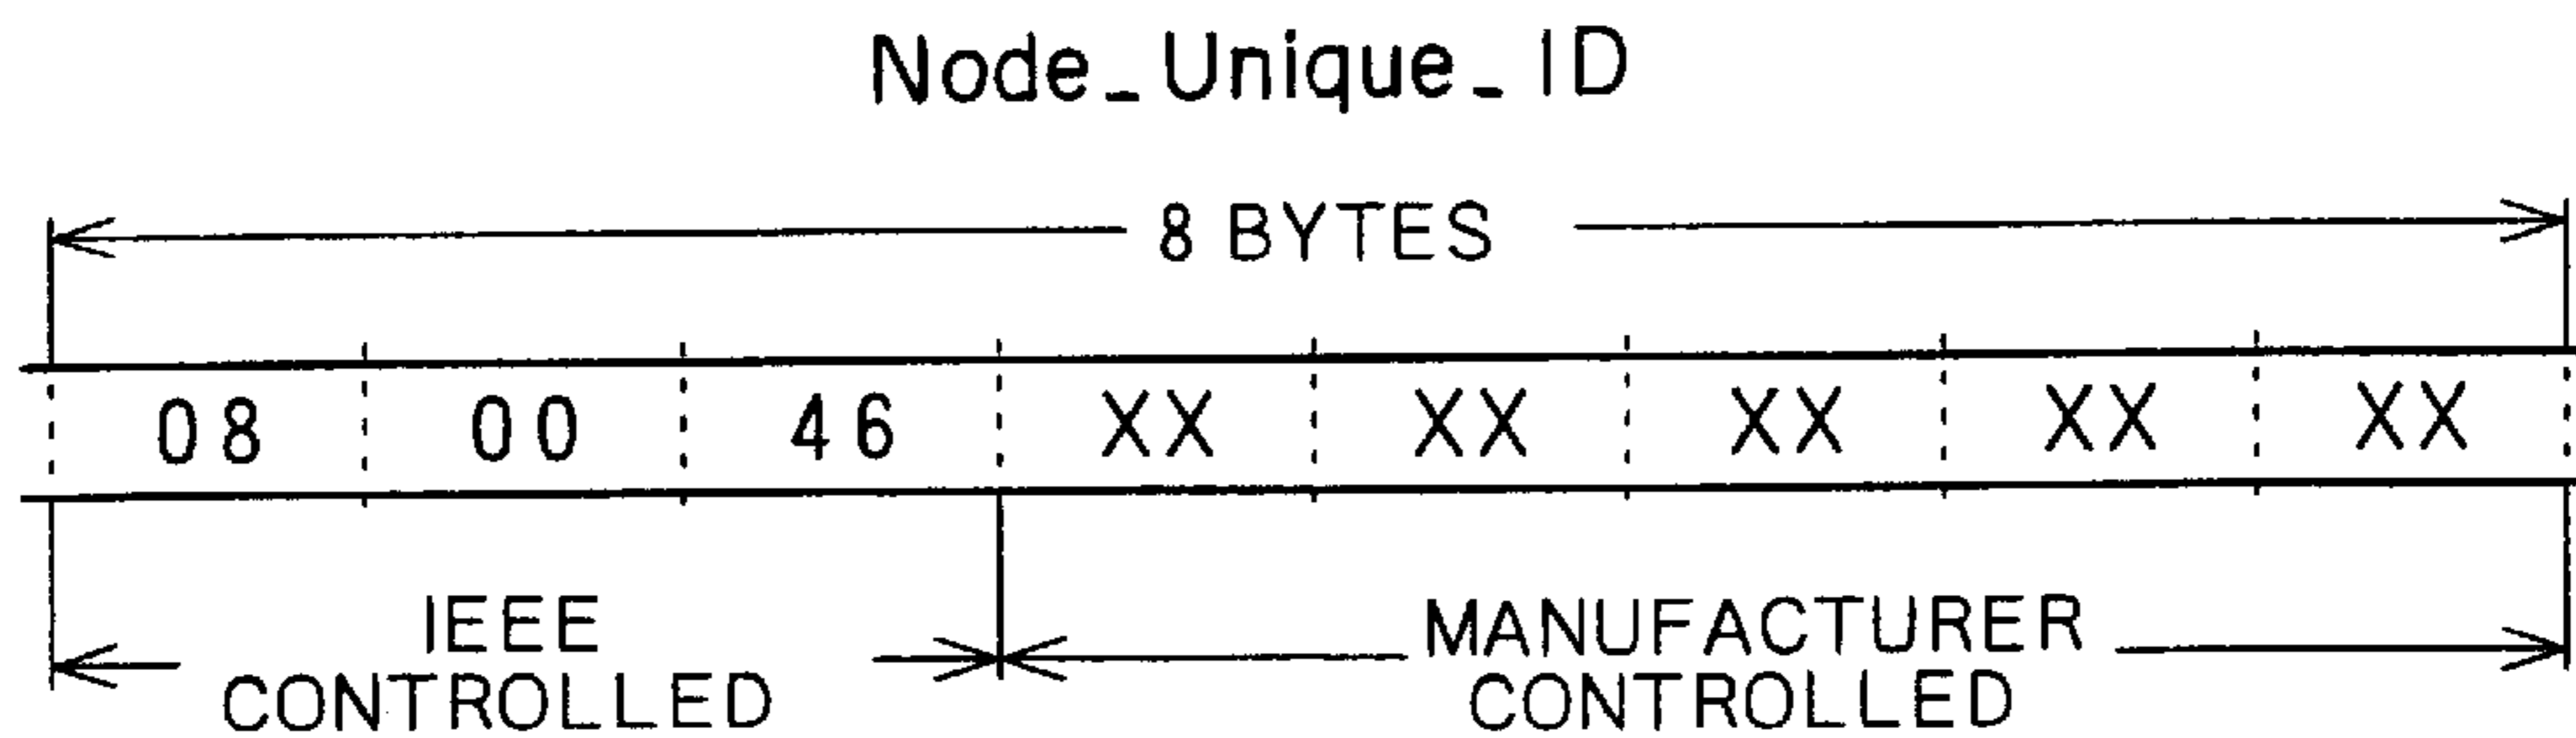 Node_Unique_ID
8 BYTES
08 00 46 XX XX XX XX XX
IEEE CONTROLLED
MANUFACTURER CONTROLLED